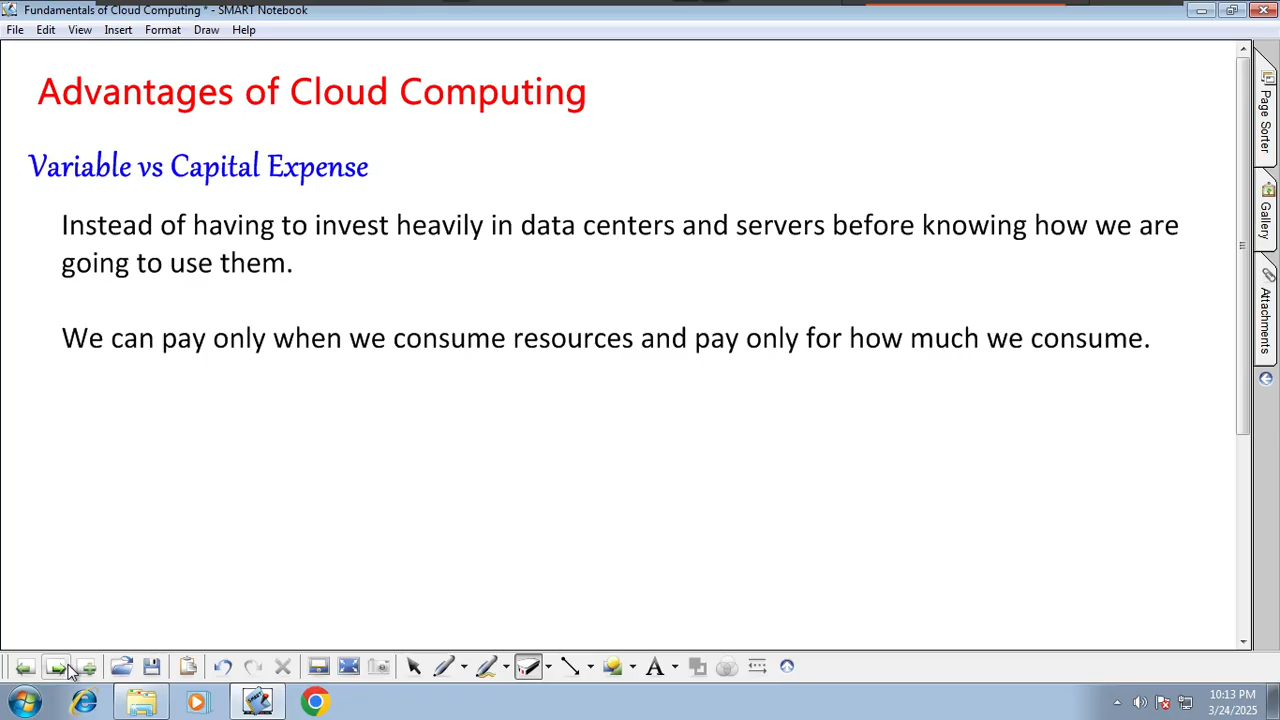 Fundamentals of Cloud Computing * - SMART Notebook
File Edit View Insert Format Draw Help
Advantages of Cloud Computing
Variable vs Capital Expense
Instead of having to invest heavily in data centers and servers before knowing how we are
going to use them.
We can pay only when we consume resources and pay only for how much we consume.
Page Sorter
Gallery
Attachments
A
10:13 PM
3/24/2025